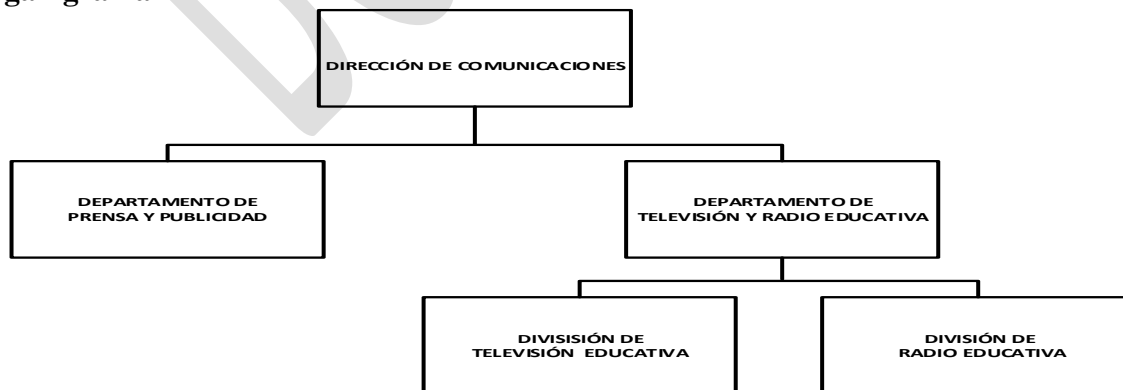 DIRECCIÓN DE COMUNICACIONES
DEPARTAMENTO DE
PRENSA Y PUBLICIDAD
DEPARTAMENTO DE
TELEVISIÓN Y RADIO EDUCATIVA
DIVISISIÓN DE
TELEVISIÓN EDUCATIVA
DIVISIÓN DE
RADIO EDUCATIVA